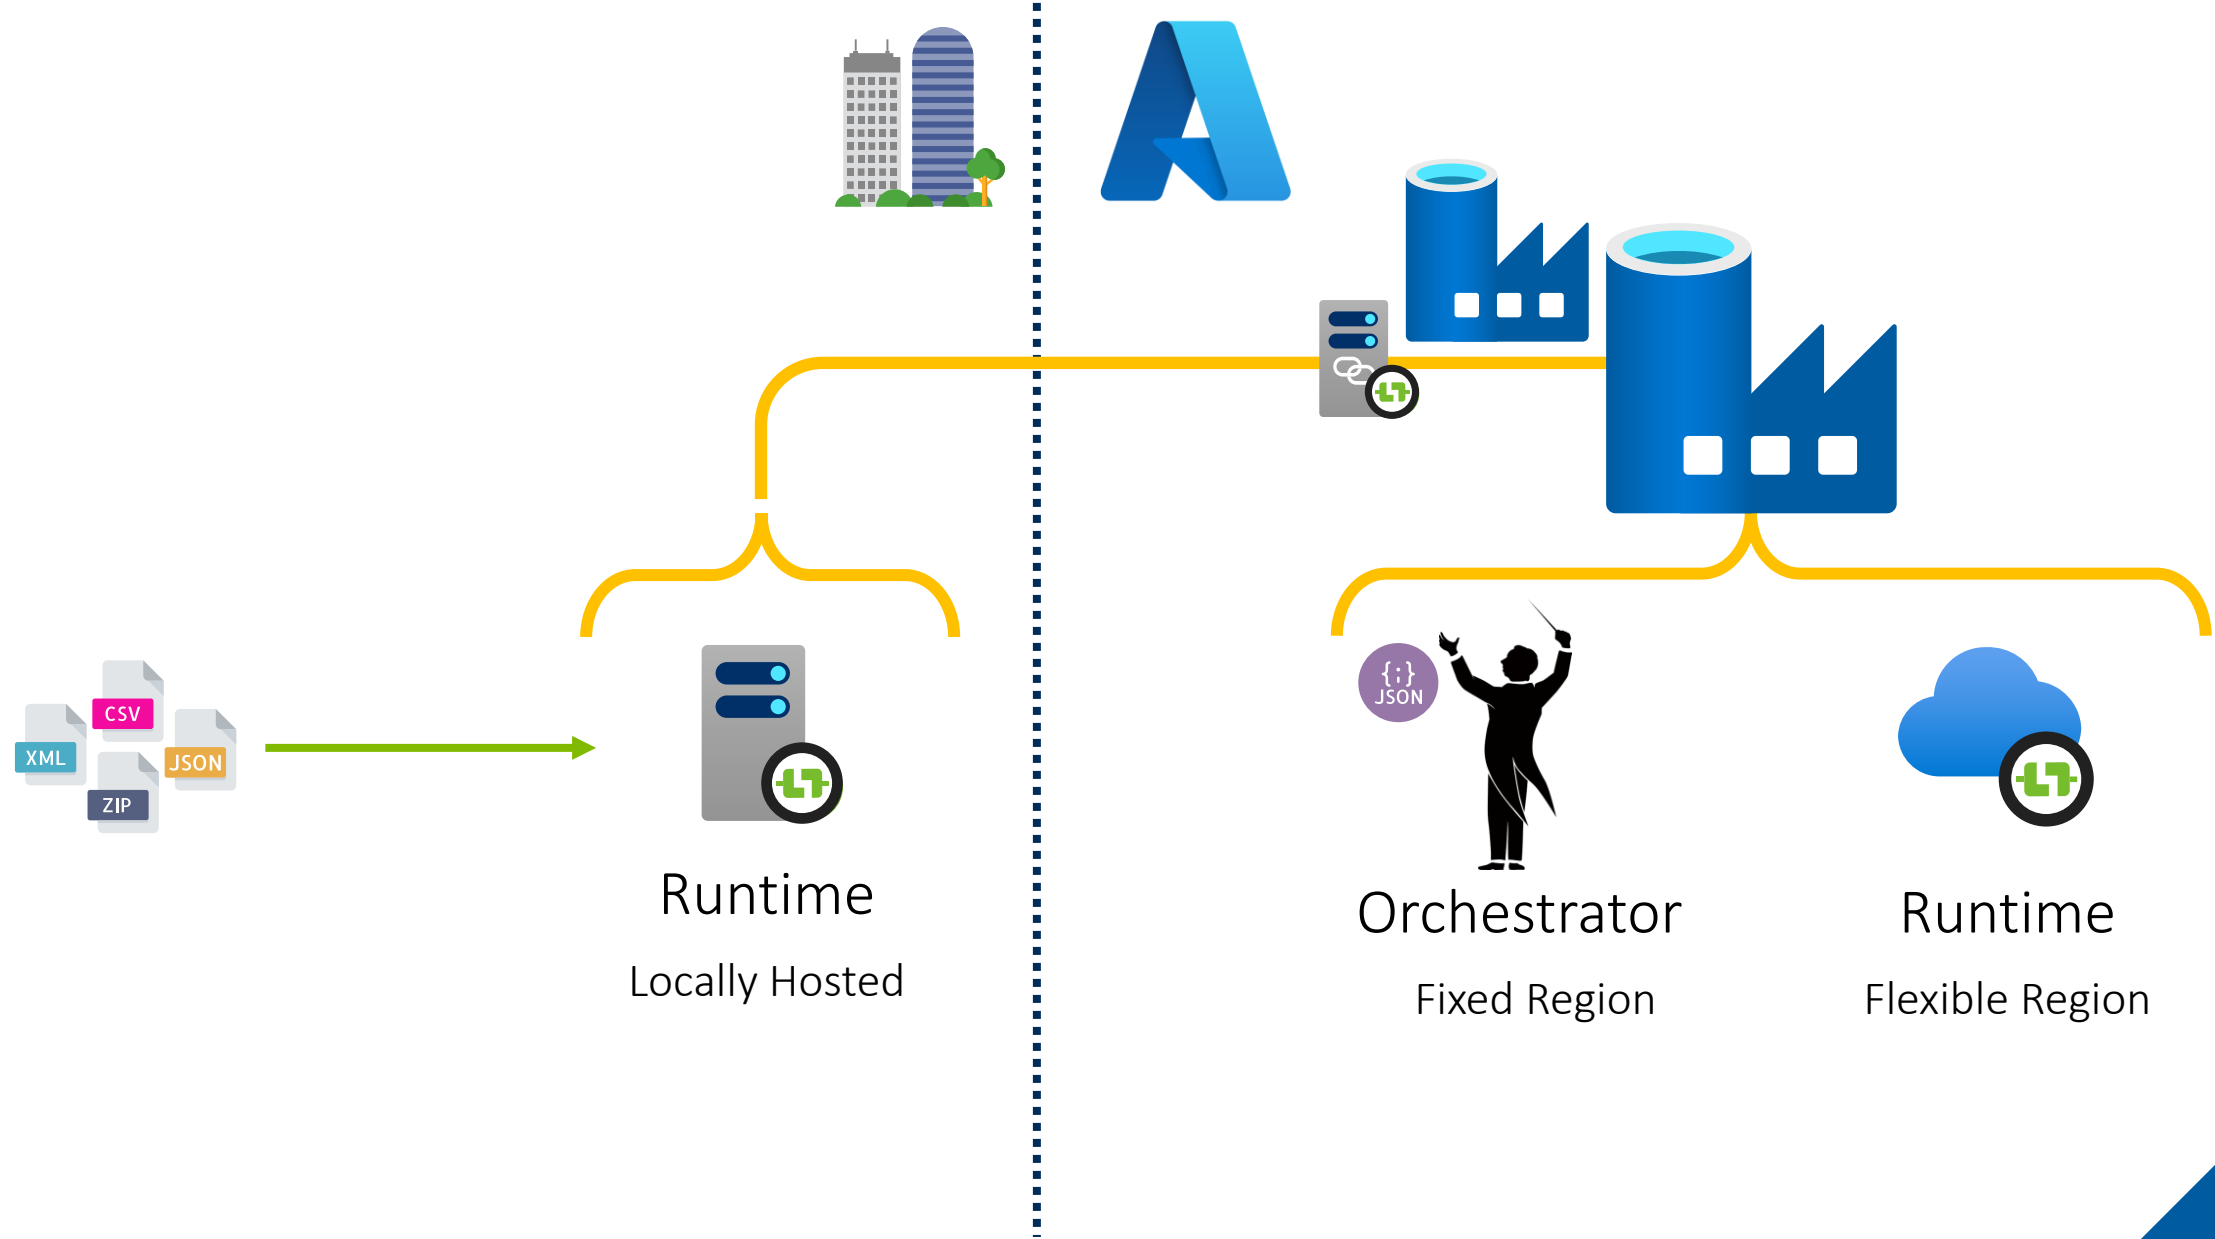 CSV
XML
JSON
ZIP
Runtime
Locally Hosted
{;}
JSON
Orchestrator
Fixed Region
Runtime
Flexible Region